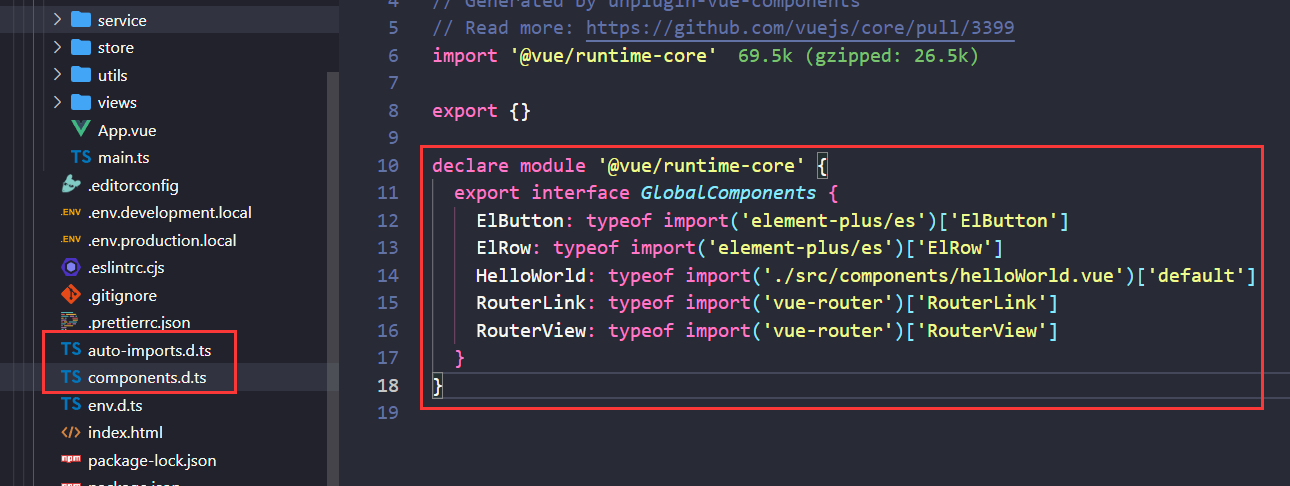 service
store
utils
views
App.vue
TS main.ts
.editorconfig
.ENV .env.development.local
.ENV .env.production.local
.eslintrc.cjs
.gitignore
.prettierrc.json
TS auto-imports.d.ts
TS components.d.ts
TS env.d.ts
<> index.html
npm package-lock.json
npm package.json
4 // Generated by unplugin-vue-components
5 // Read more: https://github.com/vuejs/core/pull/3399
6 import '@vue/runtime-core' 69.5k (gzipped: 26.5k)
7
8 export {}
9
10 declare module '@vue/runtime-core' {
11 export interface GlobalComponents {
12 ElButton: typeof import('element-plus/es')['ElButton']
13 ElRow: typeof import('element-plus/es')['ElRow']
14 HelloWorld: typeof import('./src/components/helloWorld.vue')['default']
15 RouterLink: typeof import('vue-router')['RouterLink']
16 RouterView: typeof import('vue-router')['RouterView']
17 }
18 }
19